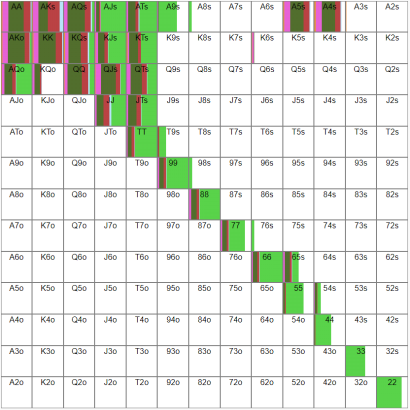 AA AKs AQs AJs ATs A9s A8s A7s A6s A5s A4s A3s A2s
AKo KK KQs KJs KTs K9s K8s K7s K6s K5s K4s K3s K2s
AQo KQo QQ QJs QTs Q9s Q8s Q7s Q6s Q5s Q4s Q3s Q2s
AJo KJo QJo JJ JTs J9s J8s J7s J6s J5s J4s J3s J2s
ATo KTo QTo JTo TT T9s T8s T7s T6s T5s T4s T3s T2s
A9o K9o Q9o J9o T9o 99 98s 97s 96s 95s 94s 93s 92s
A8o K8o Q8o J8o T8o 98o 88 87s 86s 85s 84s 83s 82s
A7o K7o Q7o J7o T7o 97o 87o 77 76s 75s 74s 73s 72s
A6o K6o Q6o J6o T6o 96o 86o 76o 66 65s 64s 63s 62s
A5o K5o Q5o J5o T5o 95o 85o 75o 65o 55 54s 53s 52s
A4o K4o Q4o J4o T4o 94o 84o 74o 64o 54o 44 43s 42s
A3o K3o Q3o J3o T3o 93o 83o 73o 63o 53o 43o 33 32s
A2o K2o Q2o J2o T2o 92o 82o 72o 62o 52o 42o 32o 22